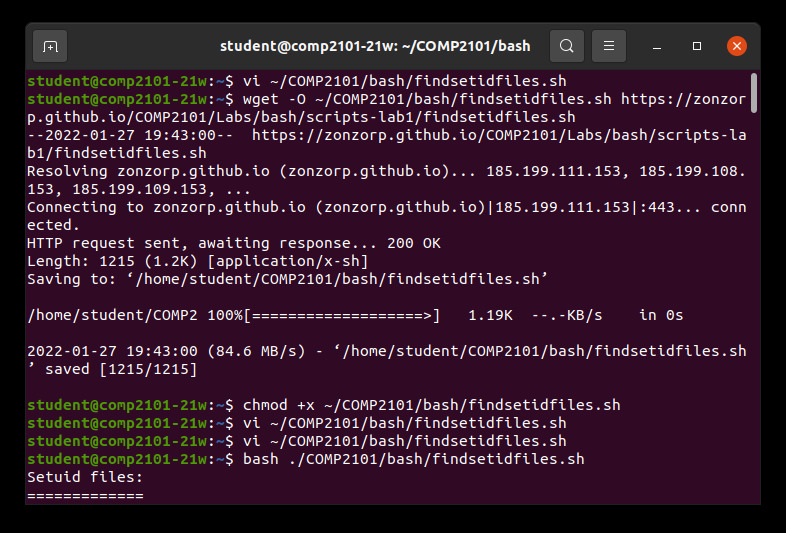 student@comp2101-21w: ~/COMP2101/bash
student@comp2101-21w:~$ vi ~/COMP2101/bash/findsetidfiles.sh
student@comp2101-21w:~$ wget -O ~/COMP2101/bash/findsetidfiles.sh https://zonzor
p.github.io/COMP2101/Labs/bash/scripts-lab1/findsetidfiles.sh
--2022-01-27 19:43:00--  https://zonzorp.github.io/COMP2101/Labs/bash/scripts-la
b1/findsetidfiles.sh
Resolving zonzorp.github.io (zonzorp.github.io)... 185.199.111.153, 185.199.108.
153, 185.199.109.153, ...
Connecting to zonzorp.github.io (zonzorp.github.io)|185.199.111.153|:443... conn
ected.
HTTP request sent, awaiting response... 200 OK
Length: 1215 (1.2K) [application/x-sh]
Saving to: ‘/home/student/COMP2101/bash/findsetidfiles.sh’
/home/student/COMP2 100%[===================>]   1.19K  --.-KB/s    in 0s
2022-01-27 19:43:00 (84.6 MB/s) - ‘/home/student/COMP2101/bash/findsetidfiles.sh
’ saved [1215/1215]
student@comp2101-21w:~$ chmod +x ~/COMP2101/bash/findsetidfiles.sh
student@comp2101-21w:~$ vi ~/COMP2101/bash/findsetidfiles.sh
student@comp2101-21w:~$ vi ~/COMP2101/bash/findsetidfiles.sh
student@comp2101-21w:~$ bash ./COMP2101/bash/findsetidfiles.sh
Setuid files:
=============